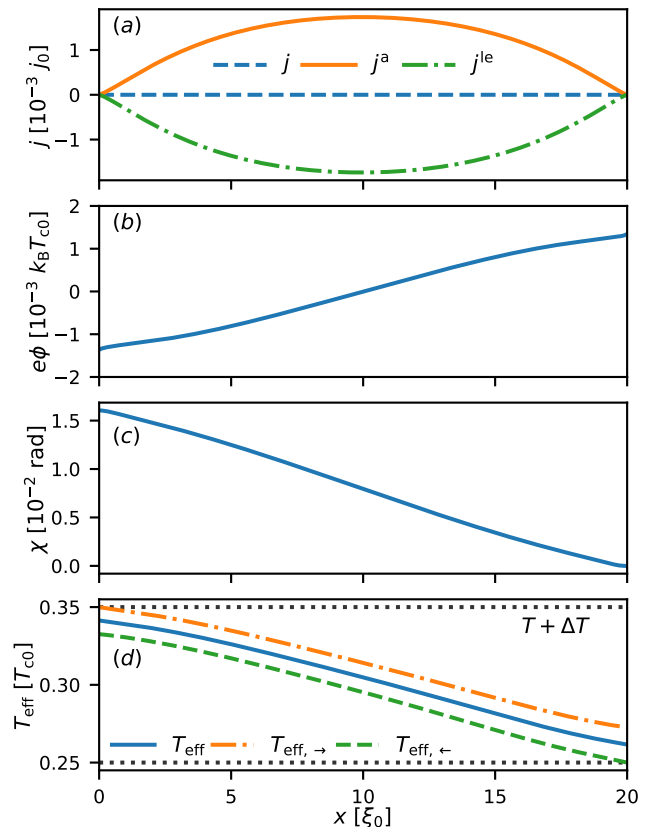 (a)
1
0
−1
j [10⁻³ j₀]
j jᵃ jˡᵉ
(b)
2
1
0
−1
−2
eϕ [10⁻³ k_B T_c0]
(c)
1.5
1.0
0.5
0.0
χ [10⁻² rad]
(d)
0.35
0.30
0.25
T_eff [T_c0]
T + ΔT
T_eff T_eff, → T_eff, ←
0 5 10 15 20
x [ξ₀]